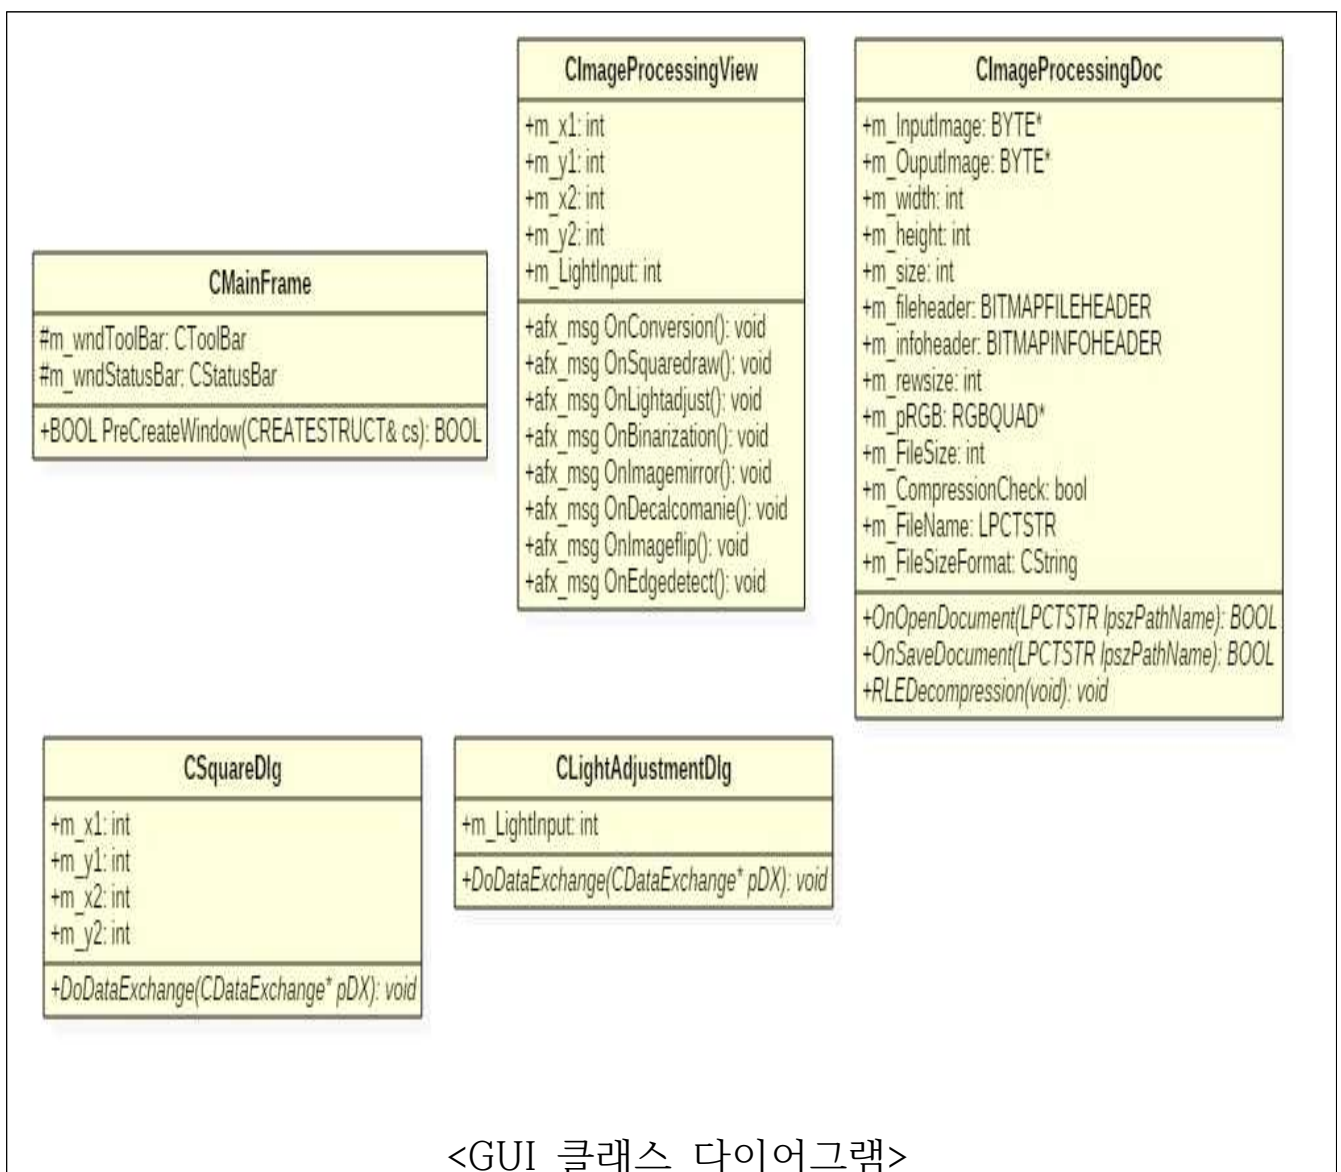 CImageProcessingView
+m_x1: int
+m_y1: int
+m_x2: int
+m_y2: int
+m_LightInput: int
+afx_msg OnConversion(): void
+afx_msg OnSquaredraw(): void
+afx_msg OnLightadjust(): void
+afx_msg OnBinarization(): void
+afx_msg OnImagemirror(): void
+afx_msg OnDecalcomanie(): void
+afx_msg OnImageflip(): void
+afx_msg OnEdgedetect(): void
CImageProcessingDoc
+m_InputImage: BYTE*
+m_OuputImage: BYTE*
+m_width: int
+m_height: int
+m_size: int
+m_fileheader: BITMAPFILEHEADER
+m_infoheader: BITMAPINFOHEADER
+m_rewsize: int
+m_pRGB: RGBQUAD*
+m_FileSize: int
+m_CompressionCheck: bool
+m_FileName: LPCTSTR
+m_FileSizeFormat: CString
+OnOpenDocument(LPCTSTR lpszPathName): BOOL
+OnSaveDocument(LPCTSTR lpszPathName): BOOL
+RLEDecompression(void): void
CMainFrame
#m_wndToolBar: CToolBar
#m_wndStatusBar: CStatusBar
+BOOL PreCreateWindow(CREATESTRUCT& cs): BOOL
CSquareDlg
+m_x1: int
+m_y1: int
+m_x2: int
+m_y2: int
+DoDataExchange(CDataExchange* pDX): void
CLightAdjustmentDlg
+m_LightInput: int
+DoDataExchange(CDataExchange* pDX): void
<GUI 클래스 다이어그램>